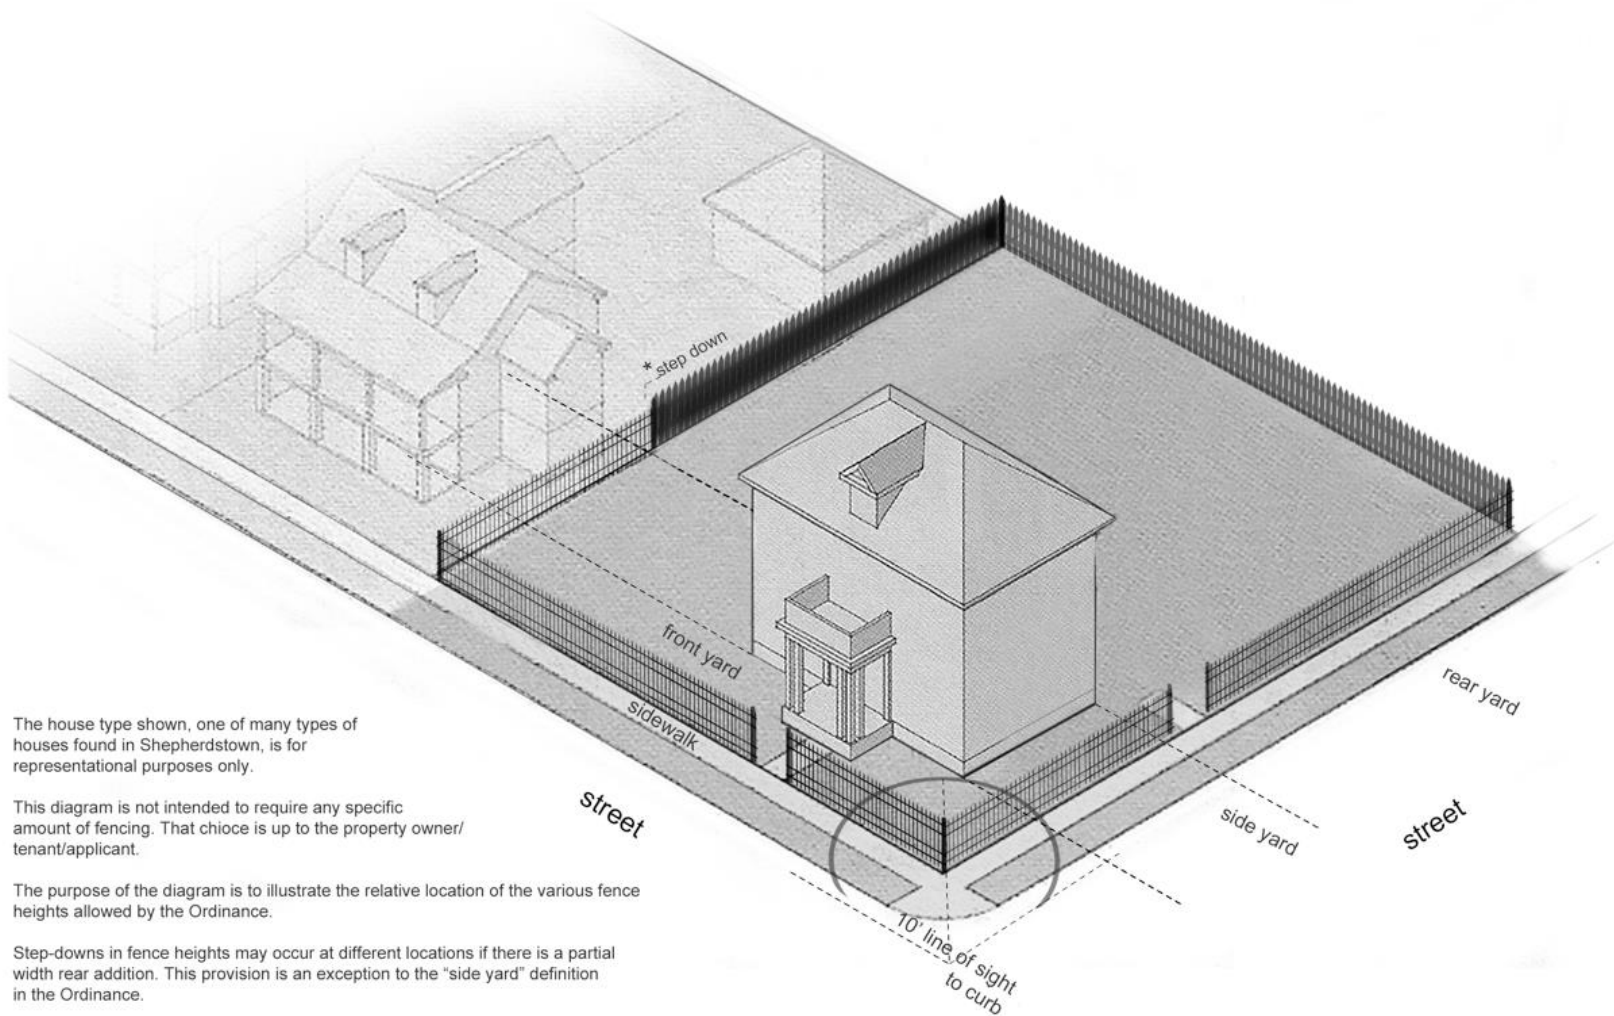 * step down
front yard
sidewalk
rear yard
The house type shown, one of many types of
houses found in Shepherdstown, is for
representational purposes only.
street
side yard
street
This diagram is not intended to require any specific
amount of fencing. That chioce is up to the property owner/
tenant/applicant.
The purpose of the diagram is to illustrate the relative location of the various fence
heights allowed by the Ordinance.
10' line of sight
to curb
Step-downs in fence heights may occur at different locations if there is a partial
width rear addition. This provision is an exception to the “side yard” definition
in the Ordinance.